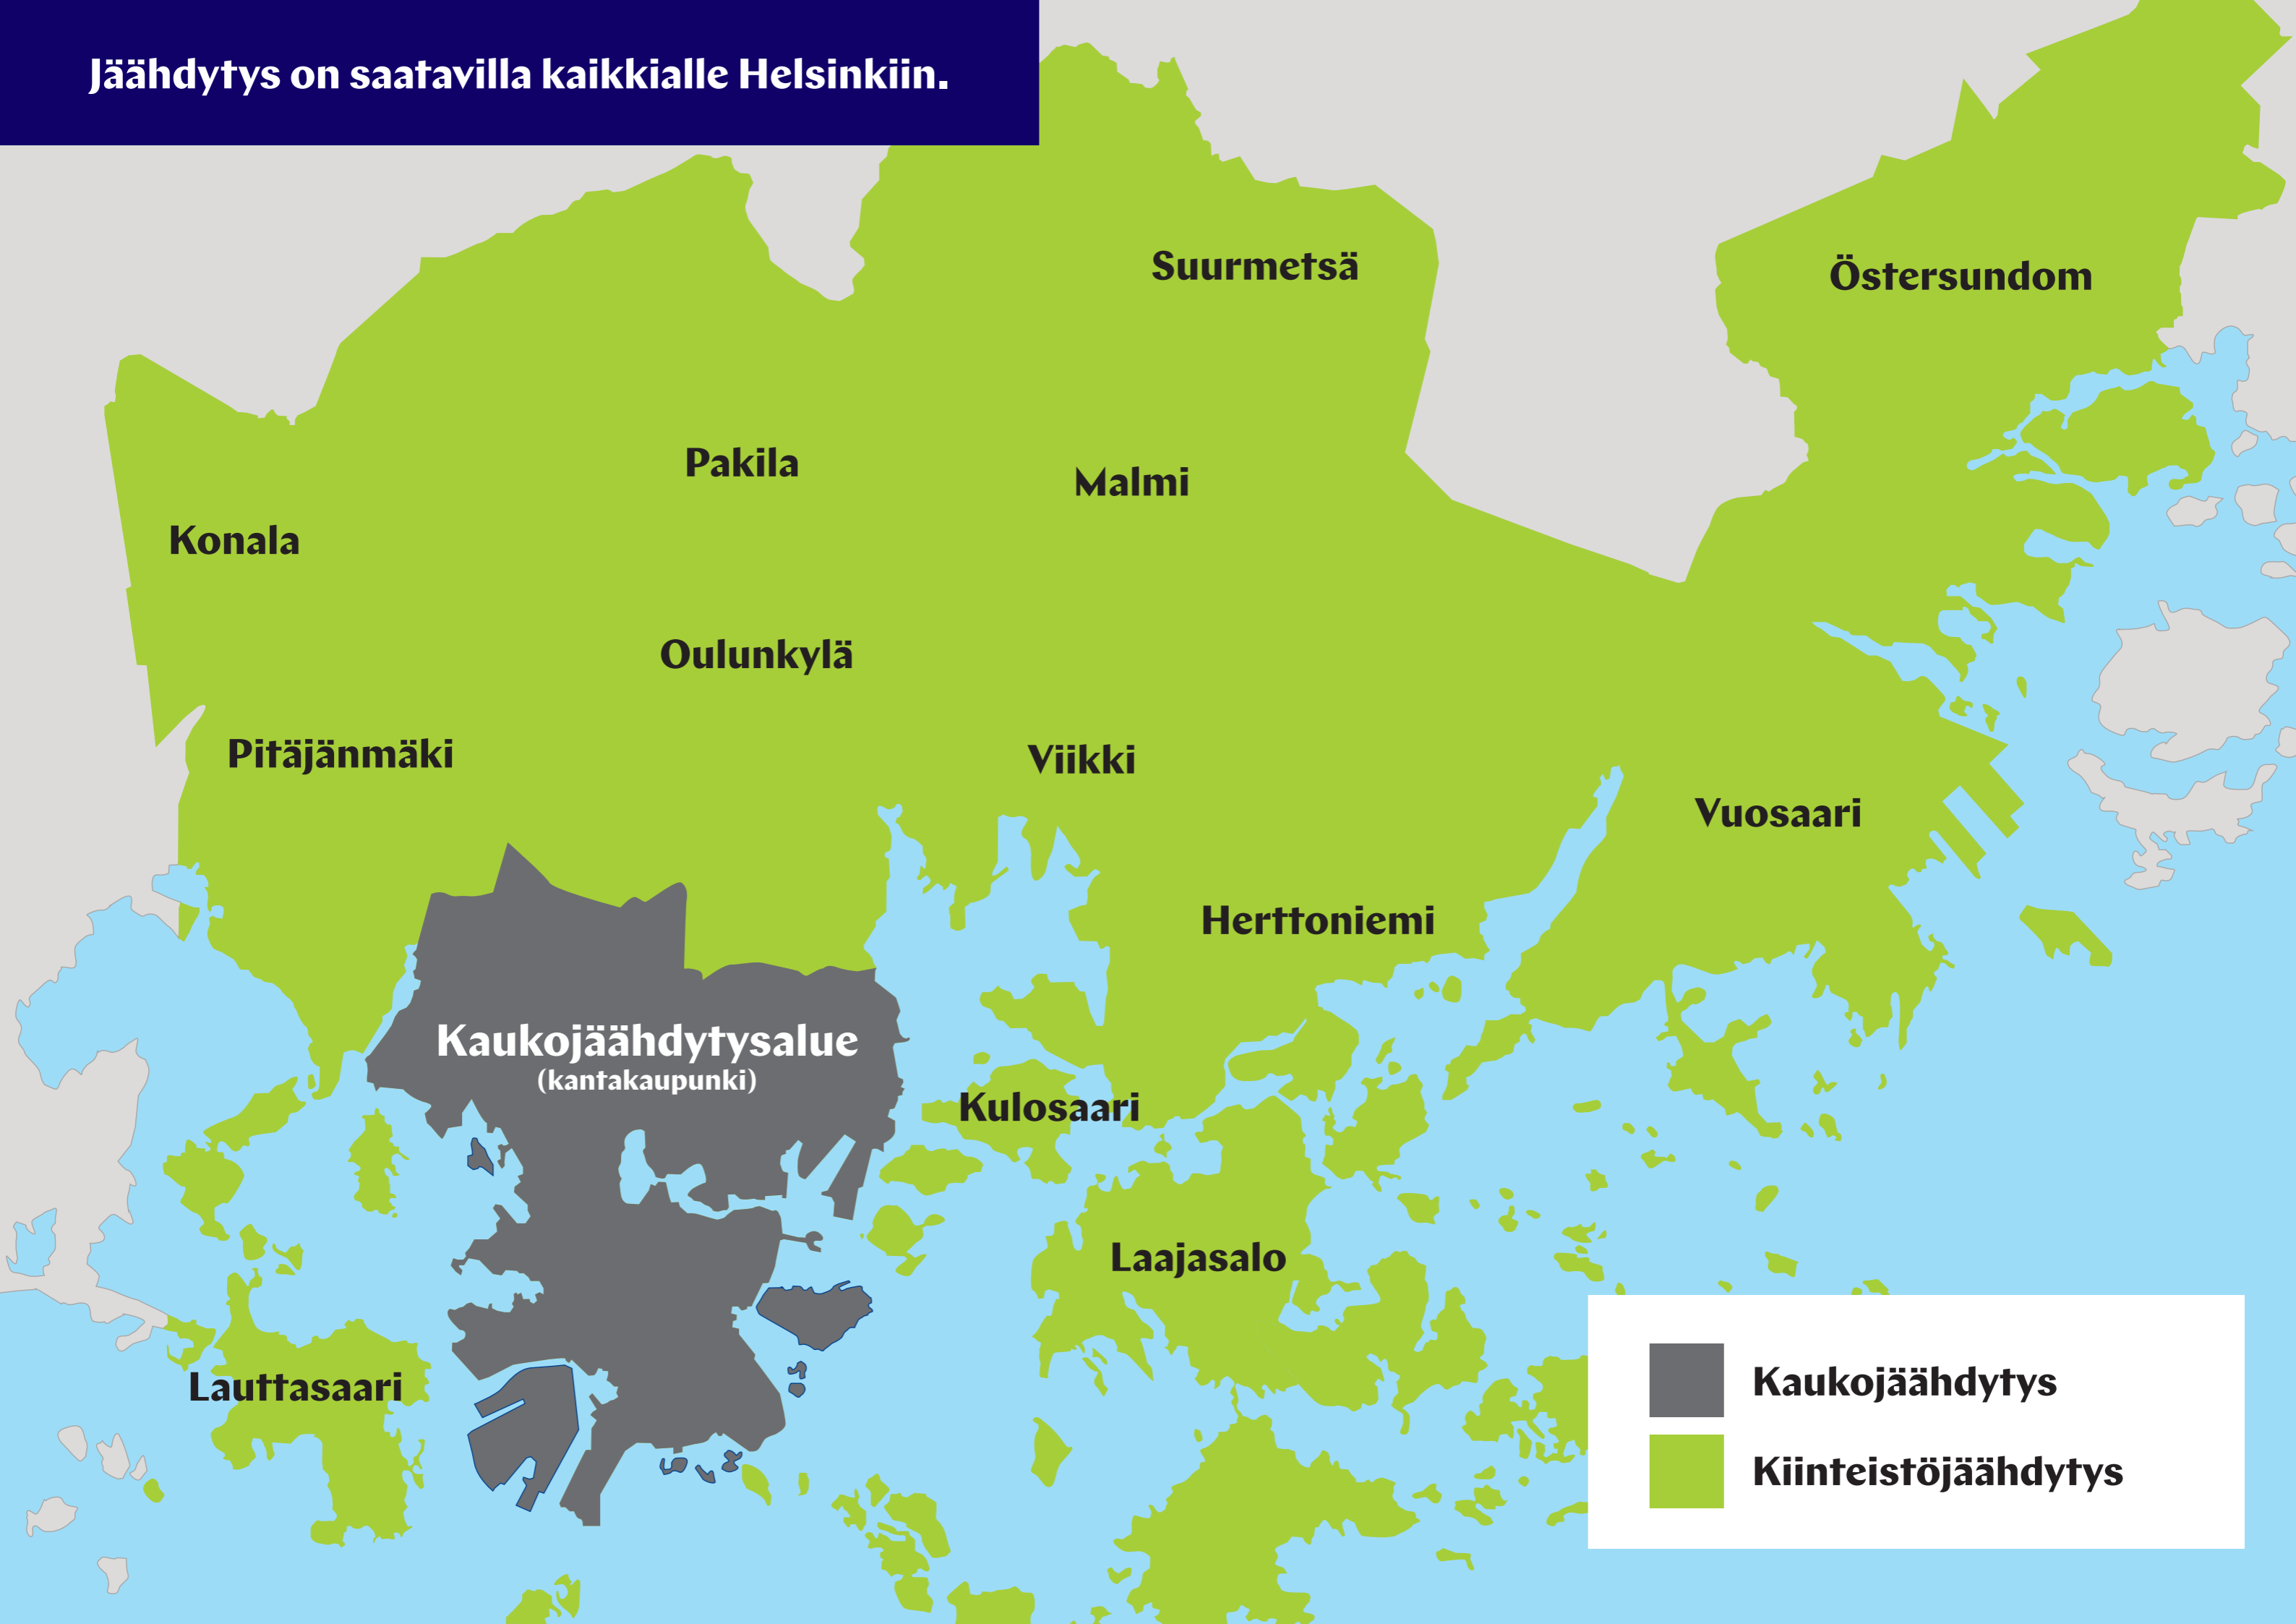 Jäähdytys on saatavilla kaikkialle Helsinkiin.
Suurmetsä
Östersundom
Pakila
Malmi
Konala
Oulunkylä
Pitäjänmäki
Viikki
Vuosaari
Herttoniemi
Kaukojäähdytysalue
(kantakaupunki)
Kulosaari
Laajasalo
Lauttasaari
Kaukojäähdytys
Kiinteistöjäähdytys